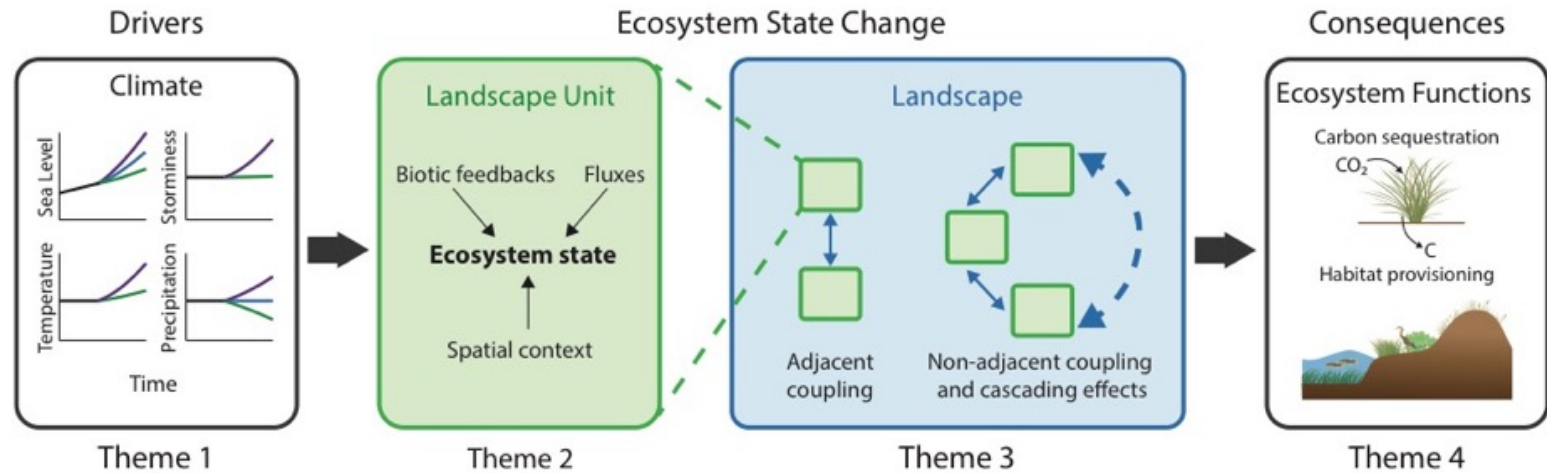 Drivers
Ecosystem State Change
Consequences
Climate
Sea Level
Storminess
Temperature
Precipitation
Time
Landscape Unit
Biotic feedbacks
Fluxes
Ecosystem state
Spatial context
Landscape
Adjacent
coupling
Non-adjacent coupling
and cascading effects
Ecosystem Functions
Carbon sequestration
CO₂
C
Habitat provisioning
Theme 1
Theme 2
Theme 3
Theme 4